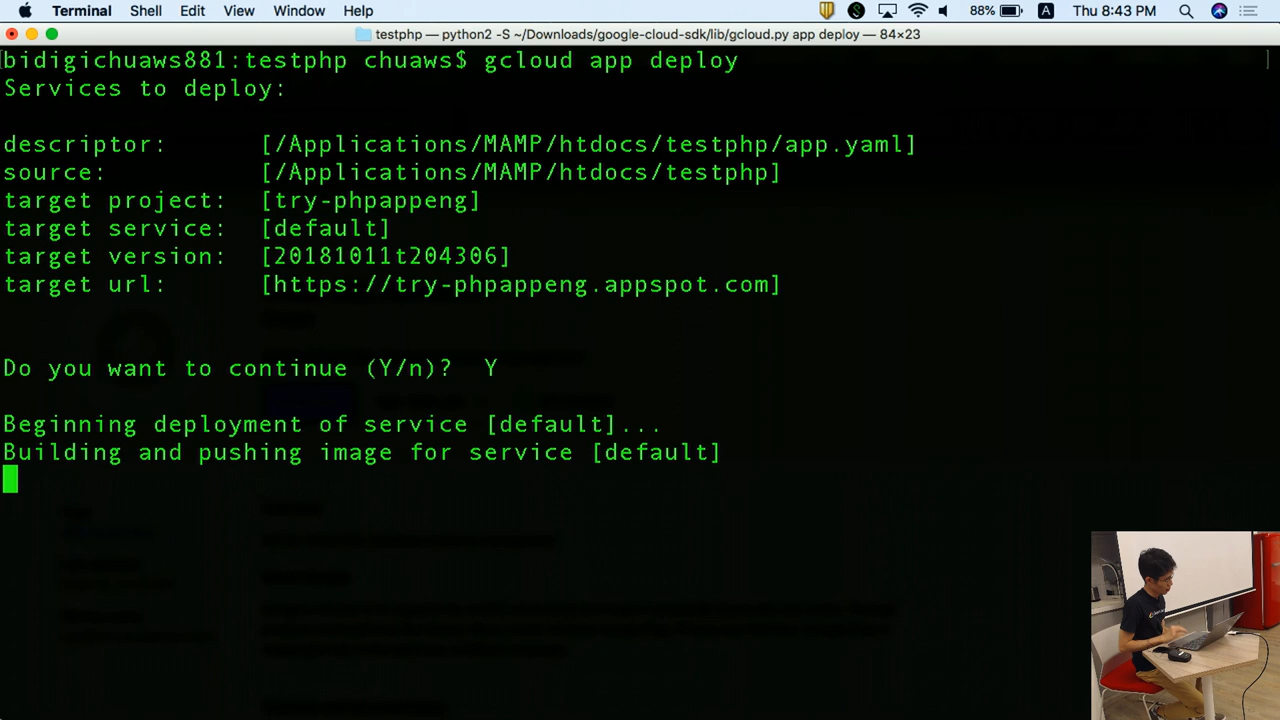 Terminal Shell Edit View Window Help 88% A Thu 8:43 PM
testphp — python2 -S ~/Downloads/google-cloud-sdk/lib/gcloud.py app deploy — 84×23
bidigichuaws881:testphp chuaws$ gcloud app deploy
Services to deploy:
descriptor: [/Applications/MAMP/htdocs/testphp/app.yaml]
source: [/Applications/MAMP/htdocs/testphp]
target project: [try-phpappeng]
target service: [default]
target version: [20181011t204306]
target url: [https://try-phpappeng.appspot.com]
Do you want to continue (Y/n)? Y
Beginning deployment of service [default]...
Building and pushing image for service [default]